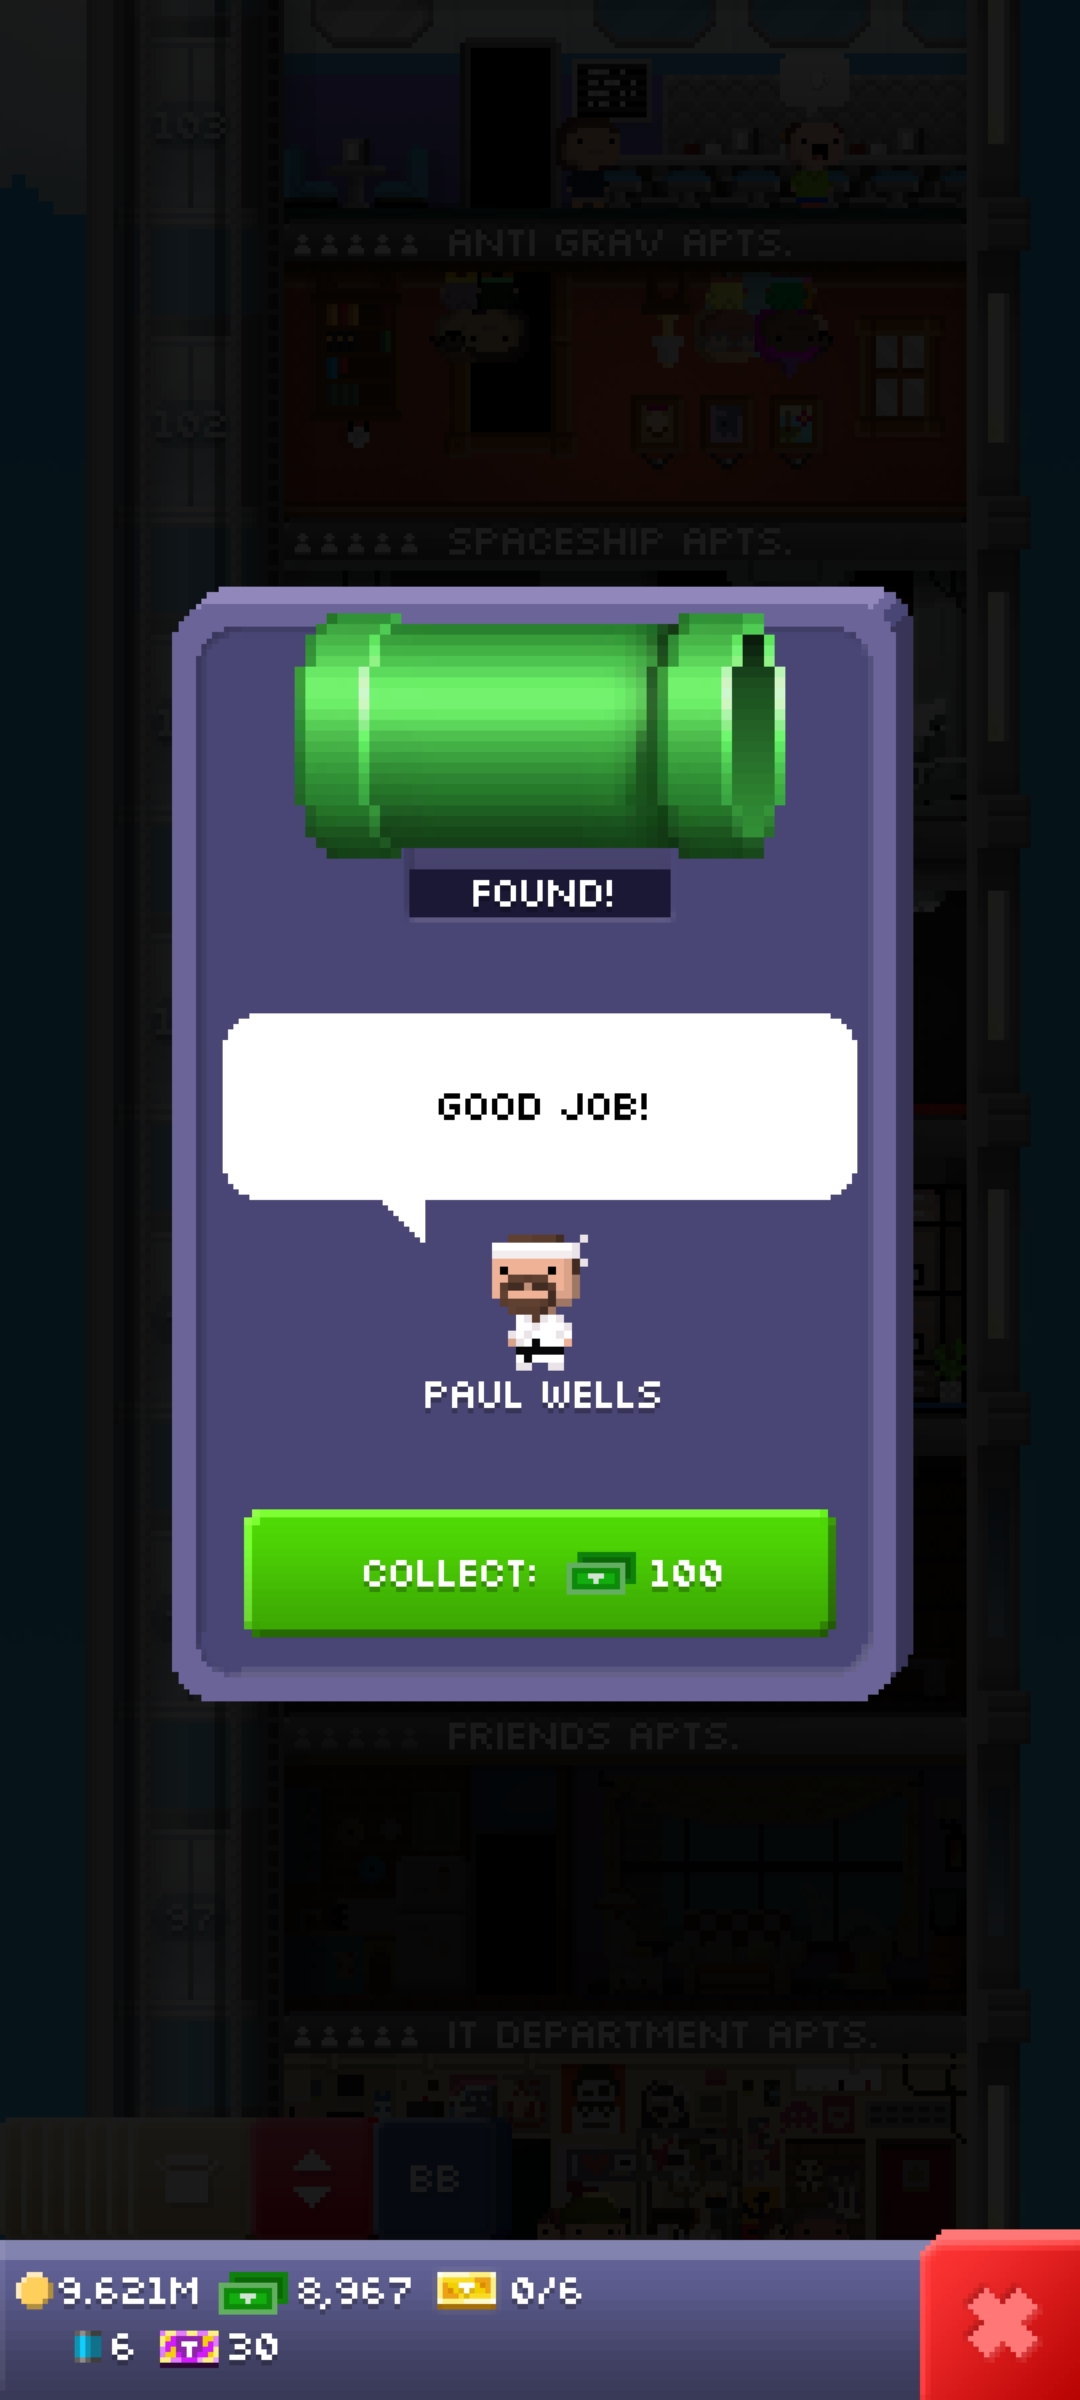 103
ANTI GRAV APTS.
102
SPACESHIP APTS.
FOUND!
GOOD JOB!
PAUL WELLS
COLLECT: 100
FRIENDS APTS.
97
IT DEPARTMENT APTS.
BB
9.621M 8,967 0/6
6 T 30